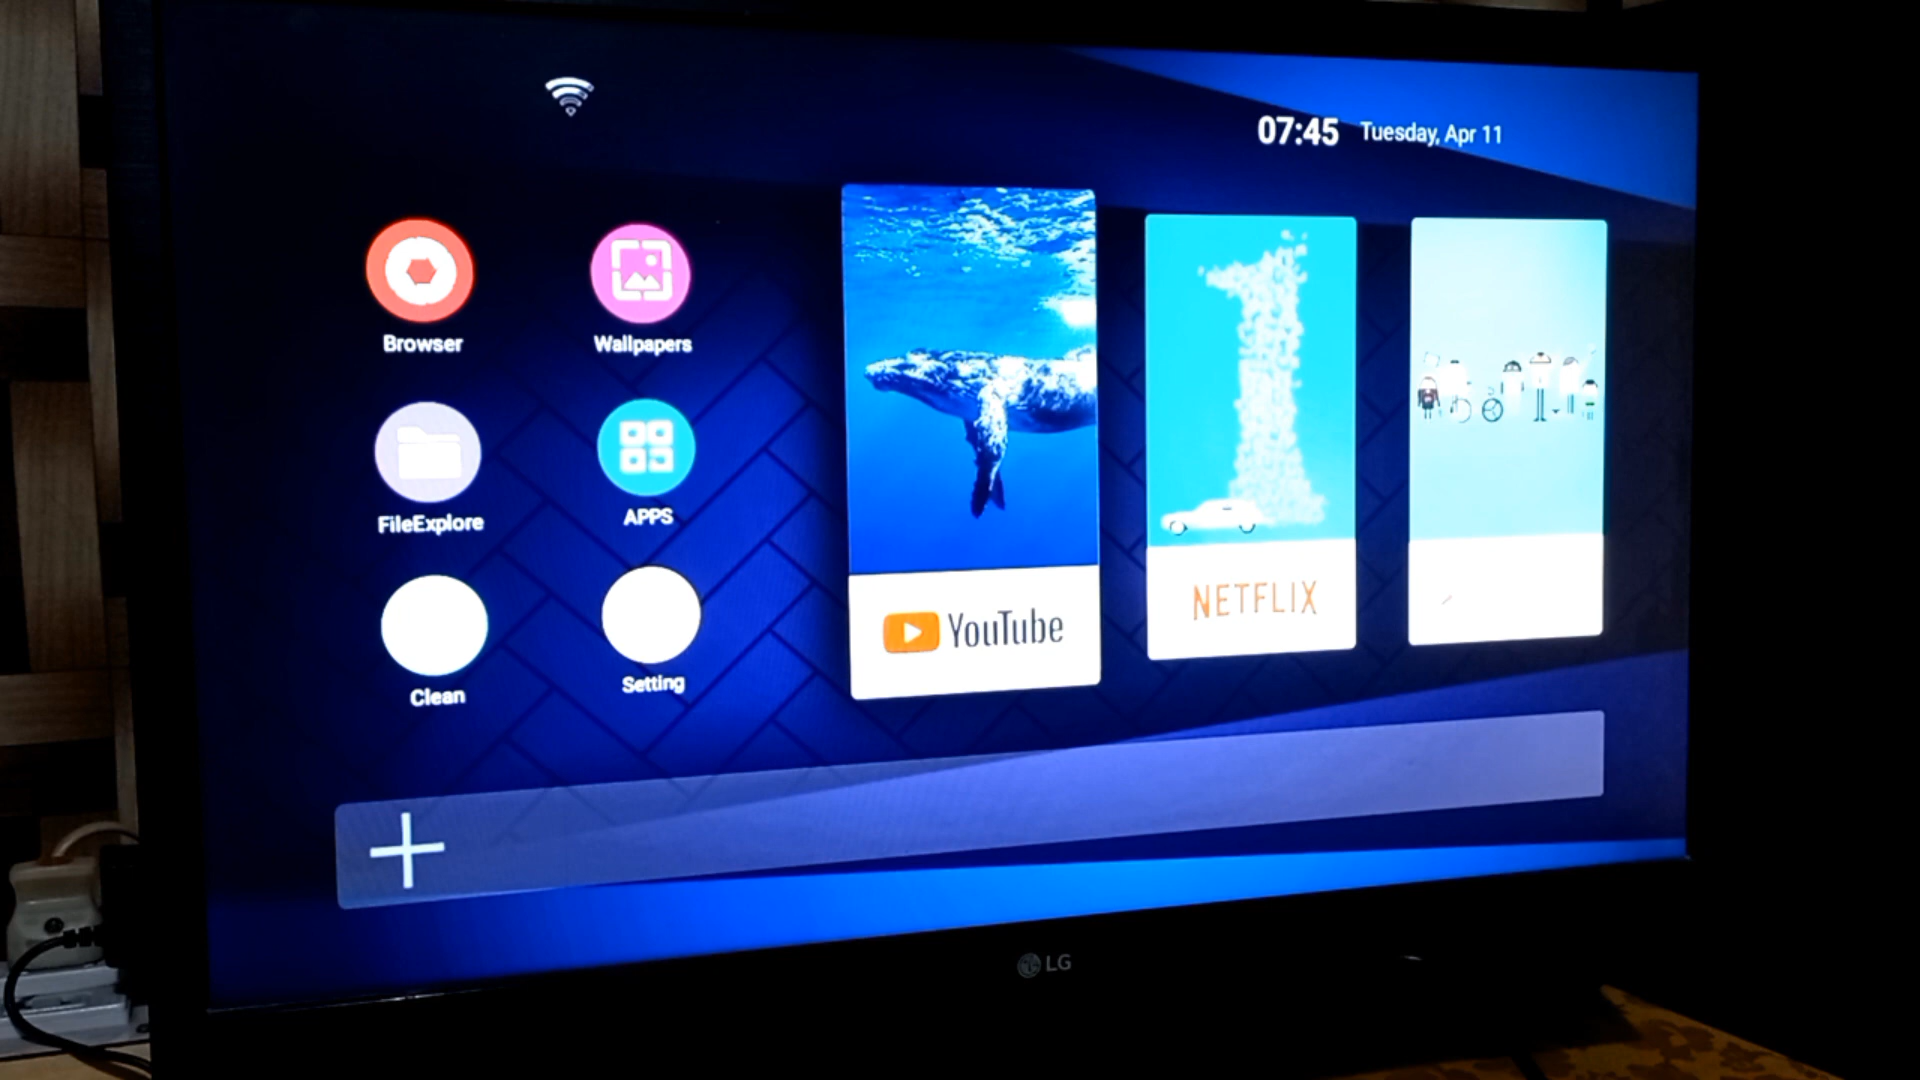 07:45 Tuesday, Apr 11
Browser
Wallpapers
FileExplore
APPS
Clean
Setting
YouTube
NETFLIX
LG